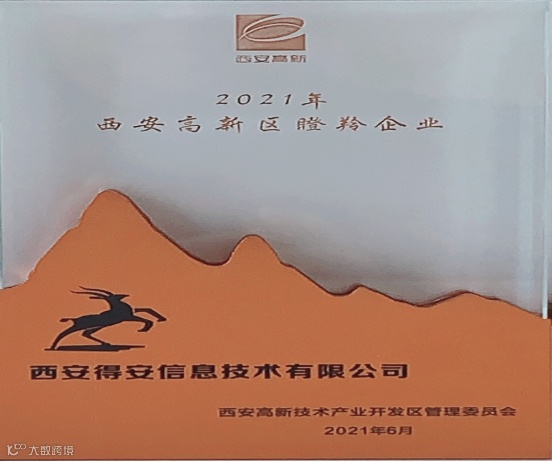 西安高新
2021年
西安高新区瞪羚企业
西安得安信息技术有限公司
西安高新技术产业开发区管理委员会
2021年6月
大数跨境